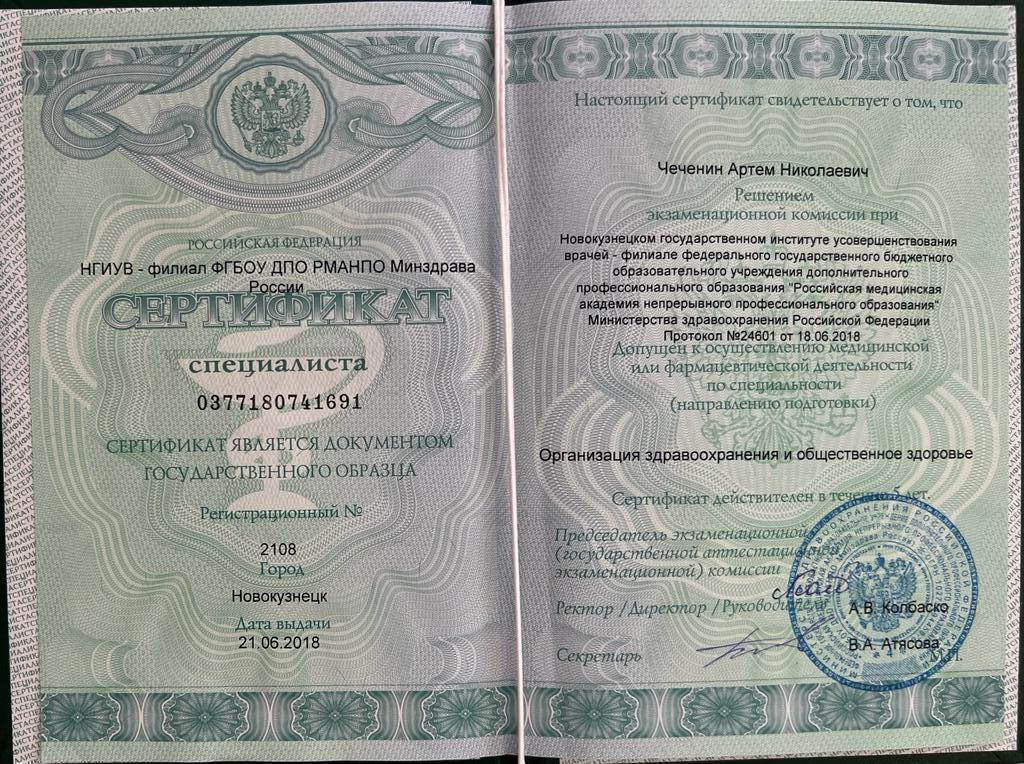 РОССИЙСКАЯ ФЕДЕРАЦИЯ
НГИУВ - филиал ФГБОУ ДПО РМАНПО Минздрава
России
СЕРТИФИКАТ
специалиста
0377180741691
СЕРТИФИКАТ ЯВЛЯЕТСЯ ДОКУМЕНТОМ
ГОСУДАРСТВЕННОГО ОБРАЗЦА
Регистрационный №
2108
Город
Новокузнецк
Дата выдачи
21.06.2018
Настоящий сертификат свидетельствует о том, что
Чеченин Артем Николаевич
Решением
экзаменационной комиссии при
Новокузнецком государственном институте усовершенствования
врачей - филиале федерального государственного бюджетного
образовательного учреждения дополнительного
профессионального образования "Российская медицинская
академия непрерывного профессионального образования"
Министерства здравоохранения Российской Федерации
Протокол №24601 от 18.06.2018
Допущен к осуществлению медицинской
или фармацевтической деятельности
по специальности
(направлению подготовки)
Организация здравоохранения и общественное здоровье
Сертификат действителен в течение 5 лет.
Председатель экзаменационной
(государственной аттестационной
экзаменационной) комиссии
Ректор /Директор /Руководитель
А.В. Колбаско
В.А. Атясова
Секретарь
М.П.